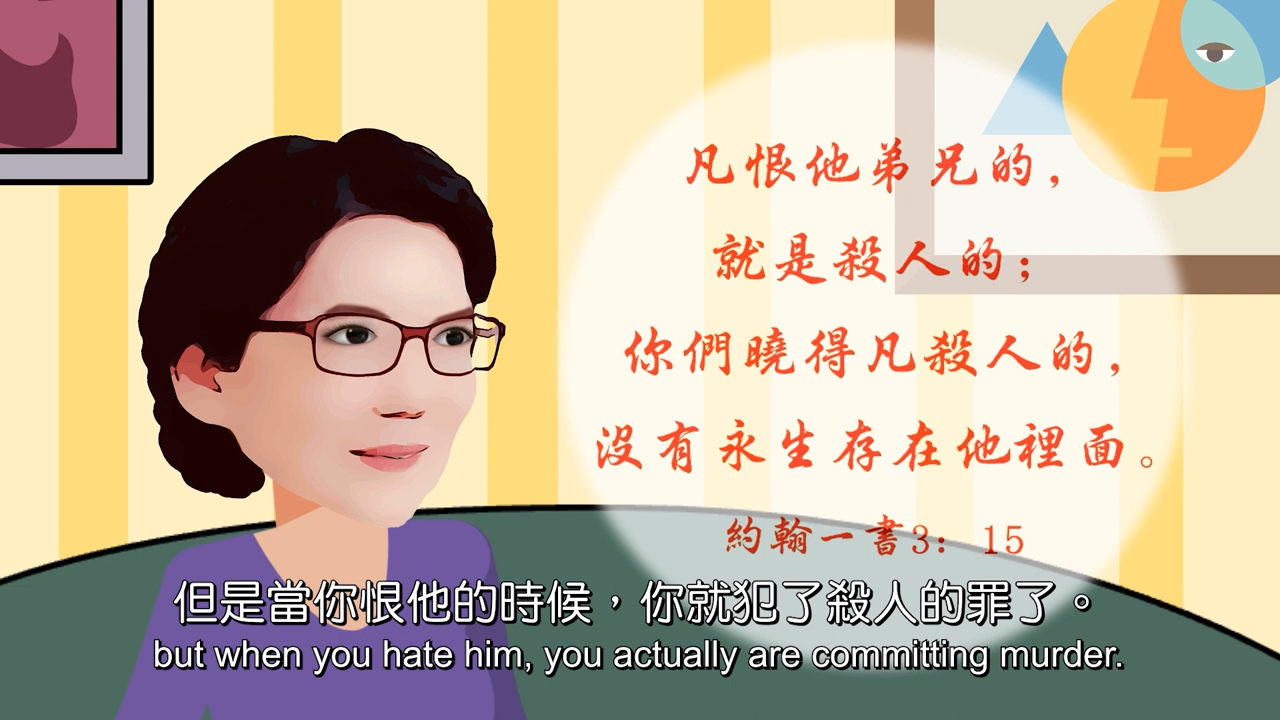 凡恨他弟兄的，
就是殺人的；
你們曉得凡殺人的，
沒有永生存在他裡面。
約翰一書3：15
但是當你恨他的時候，你就犯了殺人的罪了。
but when you hate him, you actually are committing murder.